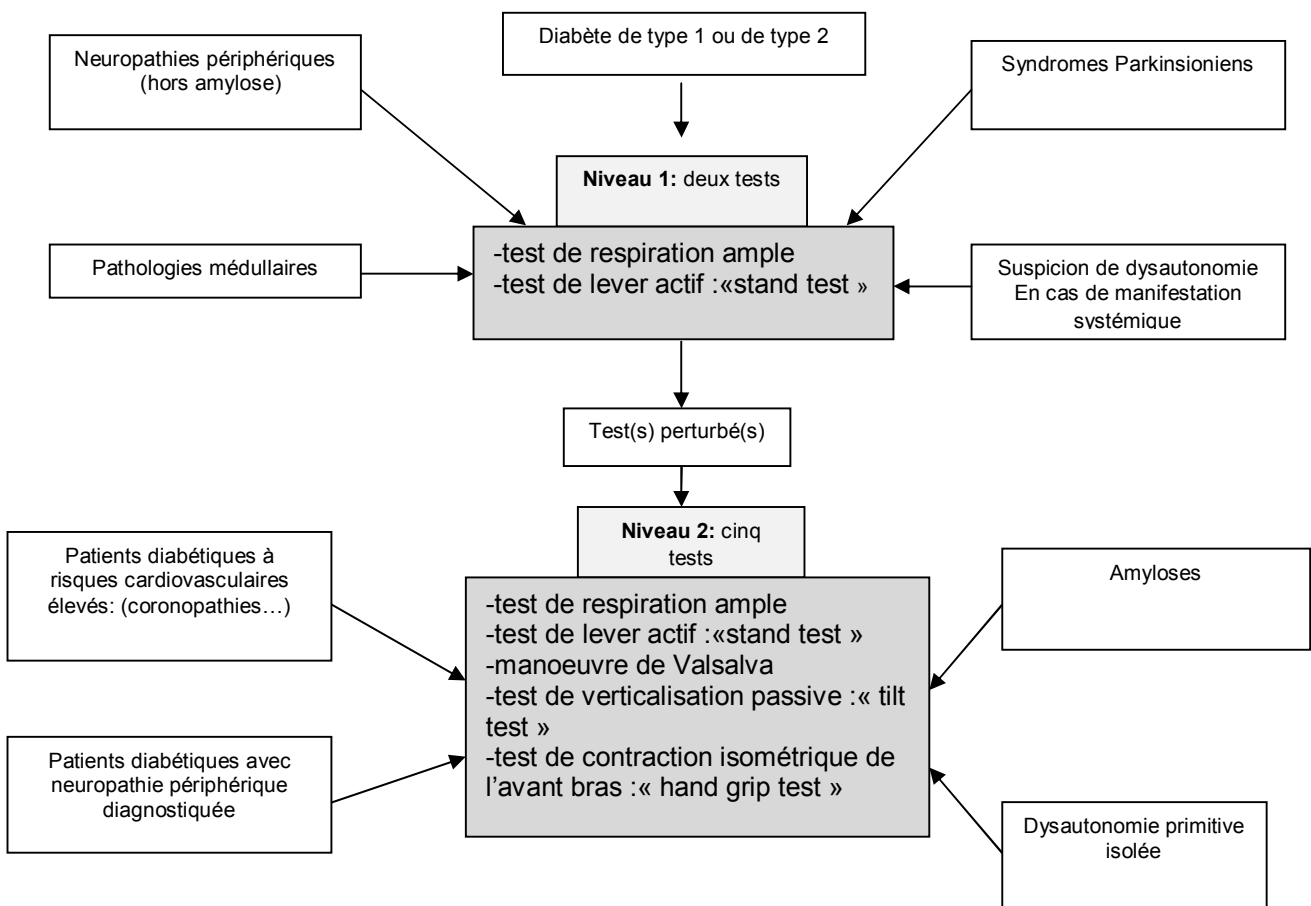 Diabète de type 1 ou de type 2
Neuropathies périphériques
(hors amylose)
Syndromes Parkinsioniens
Niveau 1: deux tests
-test de respiration ample
-test de lever actif :«stand test »
Pathologies médullaires
Suspicion de dysautonomie
En cas de manifestation
systémique
Test(s) perturbé(s)
Niveau 2: cinq
tests
Patients diabétiques à
risques cardiovasculaires
élevés: (coronopathies…)
Amyloses
-test de respiration ample
-test de lever actif :«stand test »
-manoeuvre de Valsalva
-test de verticalisation passive :« tilt
test »
-test de contraction isométrique de
l’avant bras :« hand grip test »
Patients diabétiques avec
neuropathie périphérique
diagnostiquée
Dysautonomie primitive
isolée